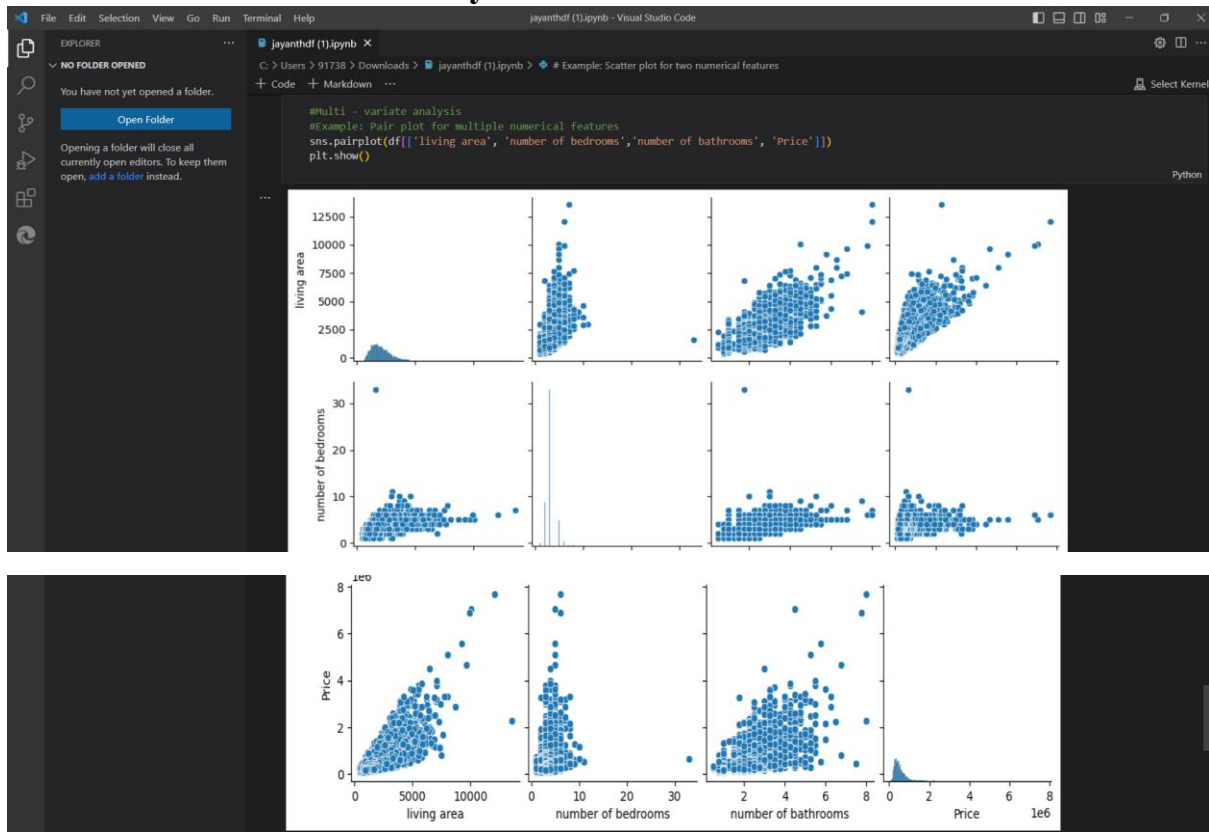 File Edit Selection View Go Run Terminal Help
jayanthdf (1).ipynb - Visual Studio Code
EXPLORER
jayanthdf (1).ipynb
NO FOLDER OPENED
C: > Users > 91738 > Downloads > jayanthdf (1).ipynb > # Example: Scatter plot for two numerical features
+ Code + Markdown ...
Select Kernel
You have not yet opened a folder.
Open Folder
Opening a folder will close all
currently open editors. To keep them
open, add a folder instead.
#Multi - variate analysis
#Example: Pair plot for multiple numerical features
sns.pairplot(df[['living area', 'number of bedrooms','number of bathrooms', 'Price']])
plt.show()
Python
living area
12500
10000
7500
5000
2500
0
number of bedrooms
30
20
10
0
1e6
Price
8
6
4
2
0
0 5000 10000
living area
0 10 20 30
number of bedrooms
2 4 6 8
number of bathrooms
0 2 4 6 8
Price
1e6